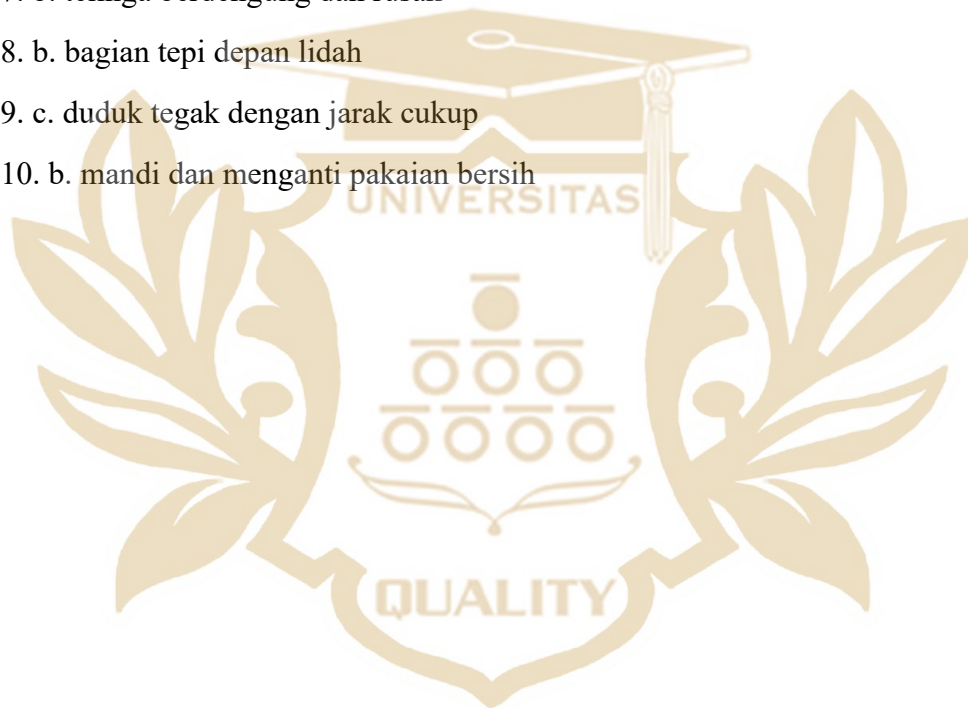 8. b. bagian tepi depan lidah
9. c. duduk tegak dengan jarak cukup
10. b. mandi dan menganti pakaian bersih
UNIVERSITAS
QUALITY